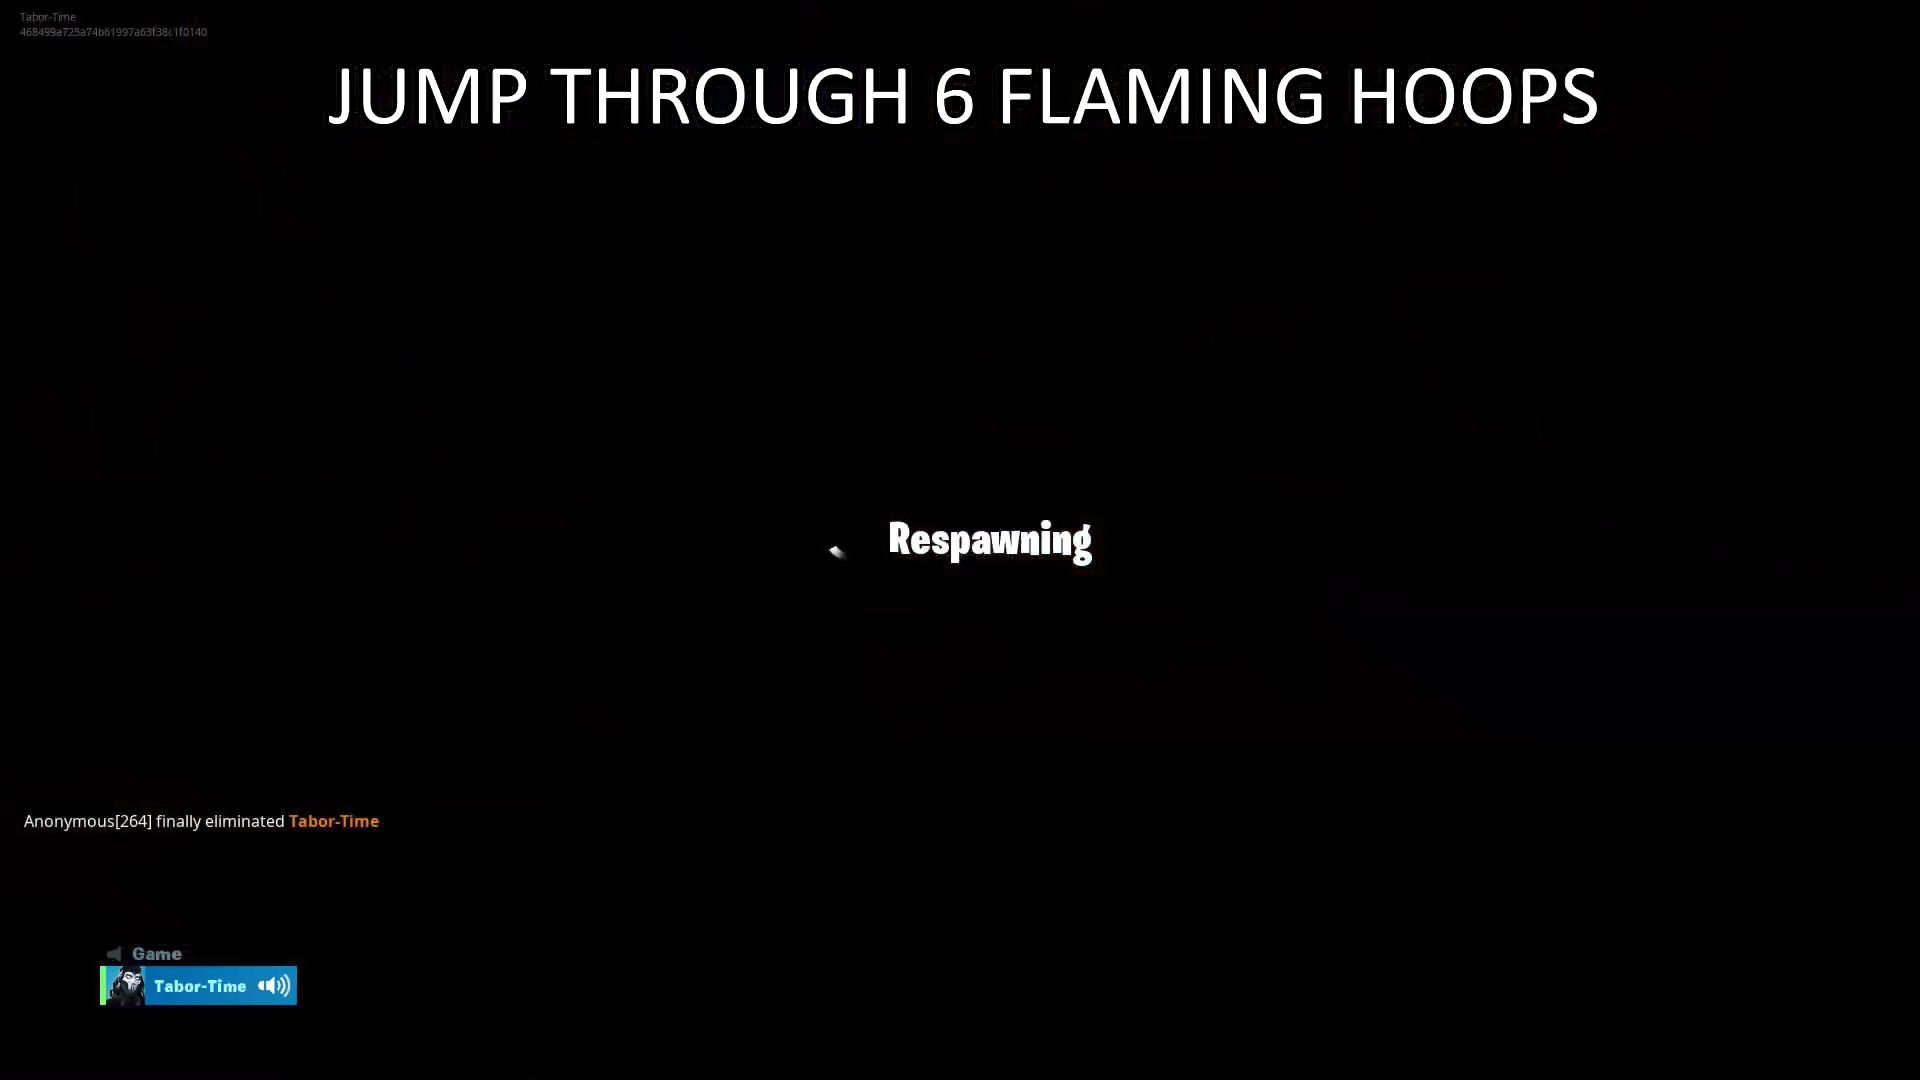 Tabor-Time
JUMP THROUGH 6 FLAMING HOOPS
Respawning
Anonymous[264] finally eliminated Tabor-Time
Game
Tabor-Time